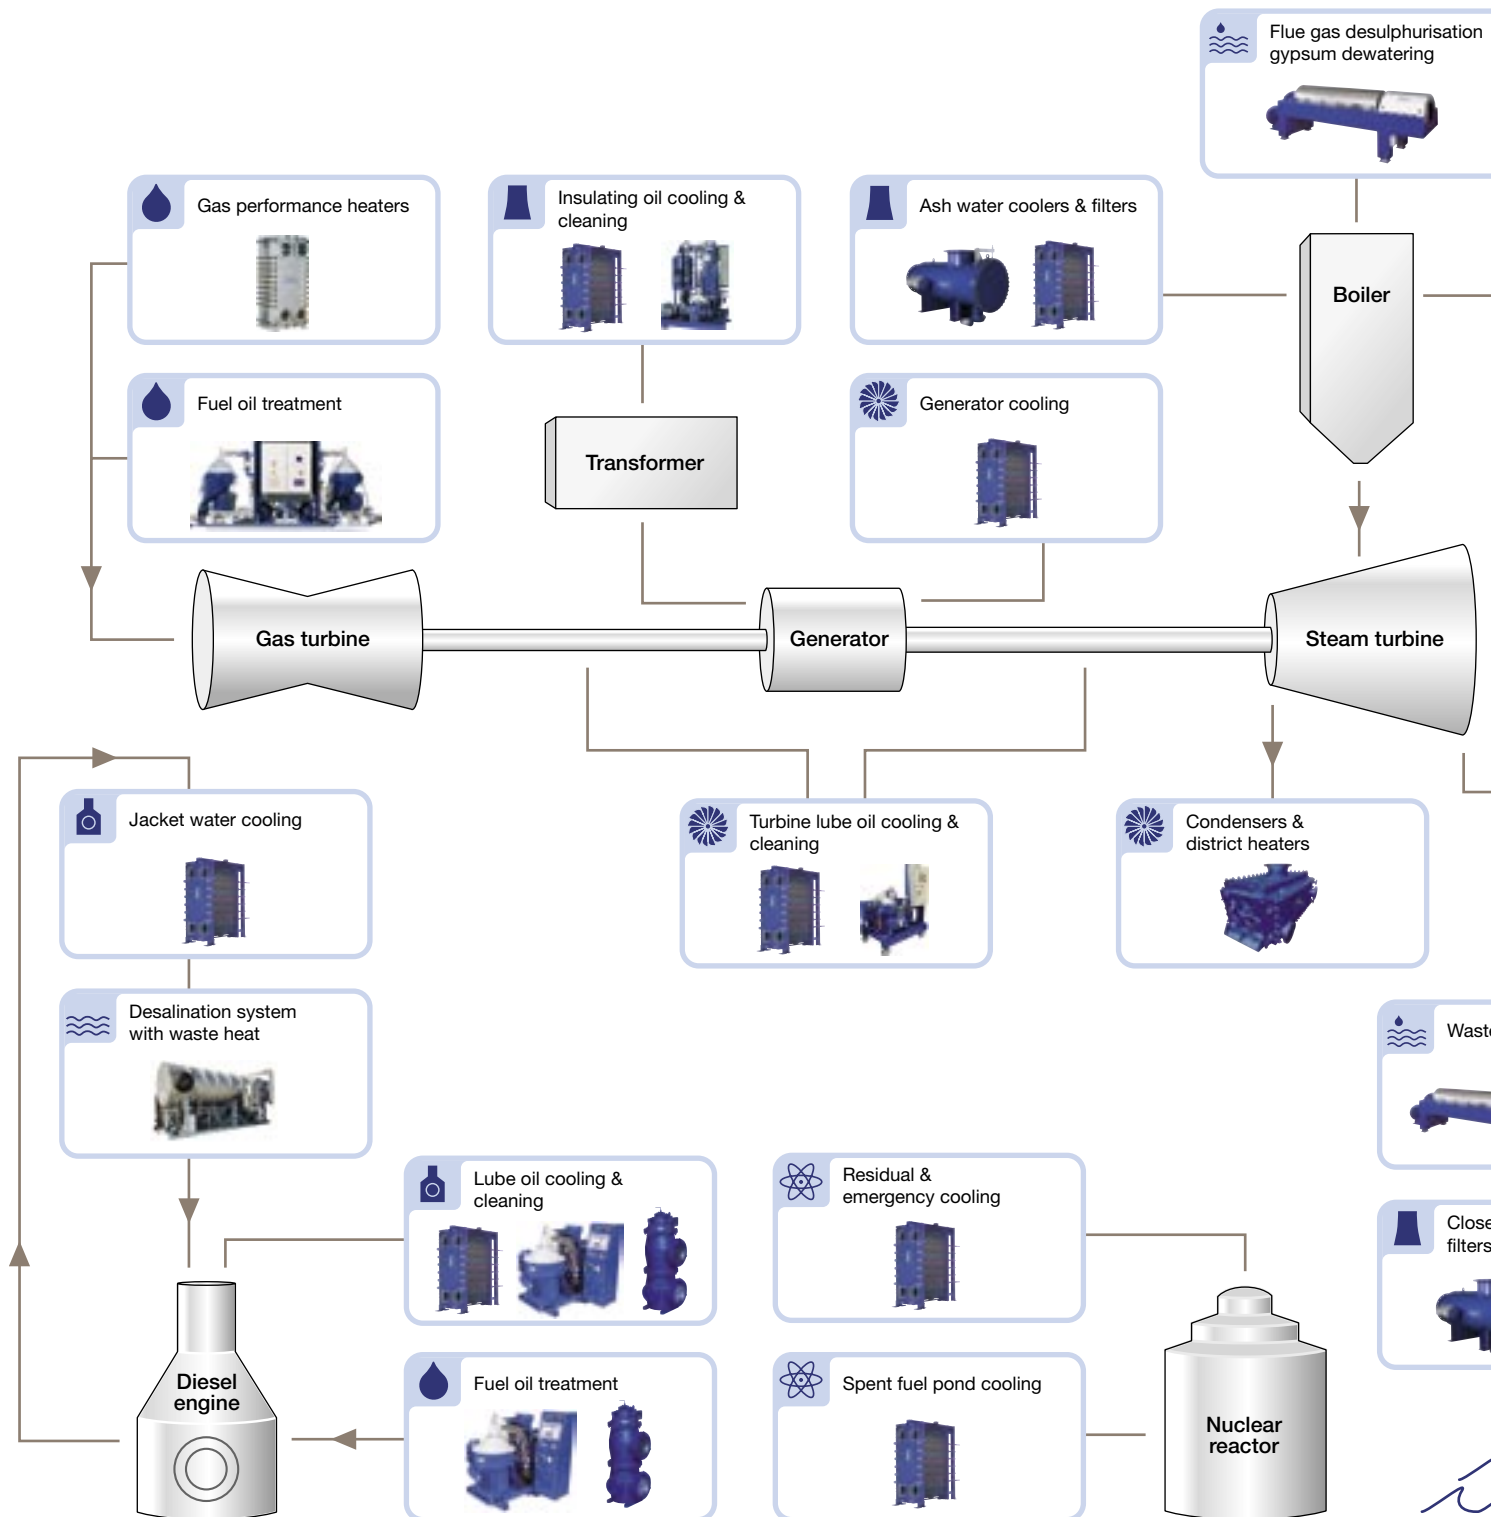 Flue gas desulphurisation
gypsum dewatering
Gas performance heaters
Insulating oil cooling &
cleaning
Ash water coolers & filters
Boiler
Fuel oil treatment
Generator cooling
Transformer
Gas turbine
Generator
Steam turbine
Jacket water cooling
Turbine lube oil cooling &
cleaning
Condensers &
district heaters
Desalination system
with waste heat
Waste
Lube oil cooling &
cleaning
Residual &
emergency cooling
Close
filters
Diesel
engine
Fuel oil treatment
Spent fuel pond cooling
Nuclear
reactor